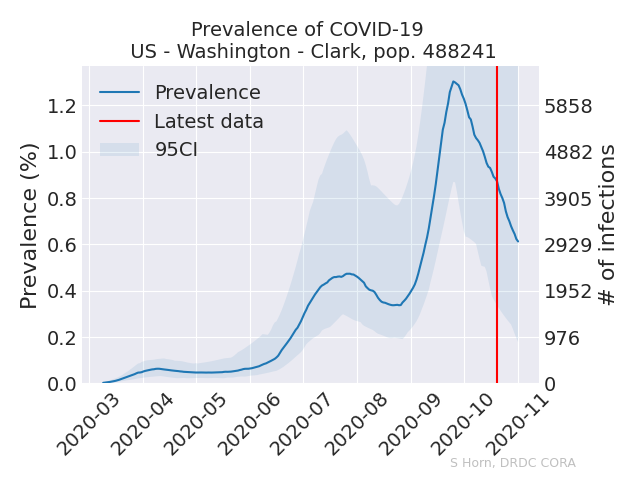 Prevalence of COVID-19
US - Washington - Clark, pop. 488241
Prevalence
Latest data
95CI
Prevalence (%)
1.2
1.0
0.8
0.6
0.4
0.2
0.0
5858
4882
3905
2929
1952
976
0
# of infections
2020-03
2020-04
2020-05
2020-06
2020-07
2020-08
2020-09
2020-10
2020-11
S Horn, DRDC CORA